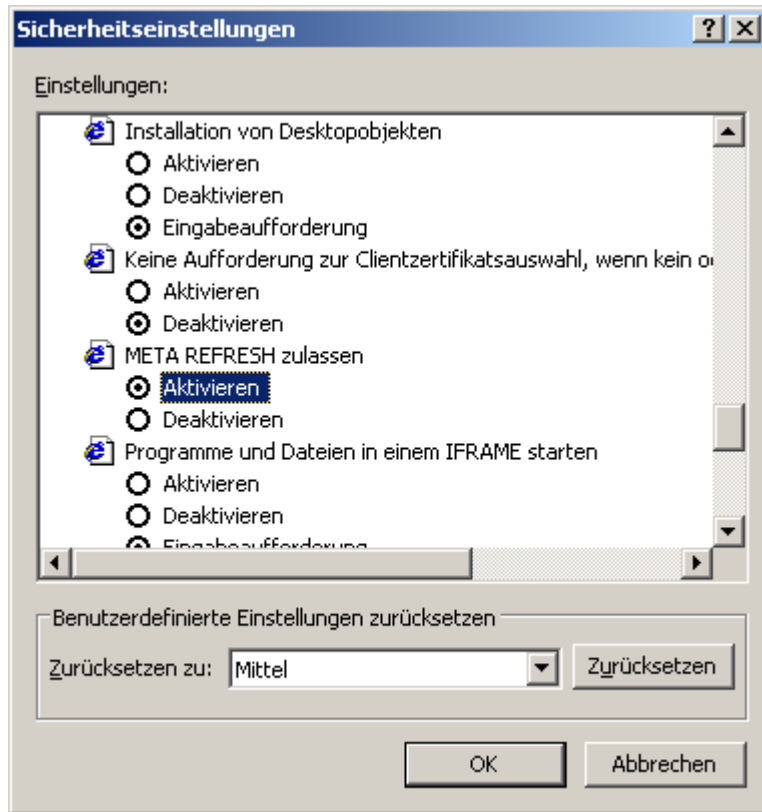 Sicherheitseinstellungen
Einstellungen:
Installation von Desktopobjekten
Aktivieren
Deaktivieren
Eingabeaufforderung
Keine Aufforderung zur Clientzertifikatsauswahl, wenn kein
Aktivieren
Deaktivieren
META REFRESH zulassen
Aktivieren
Deaktivieren
Programme und Dateien in einem IFRAME starten
Aktivieren
Deaktivieren
Eingabeaufforderung
Benutzerdefinierte Einstellungen zurücksetzen
Zurücksetzen zu: Mittel Zurücksetzen
OK Abbrechen